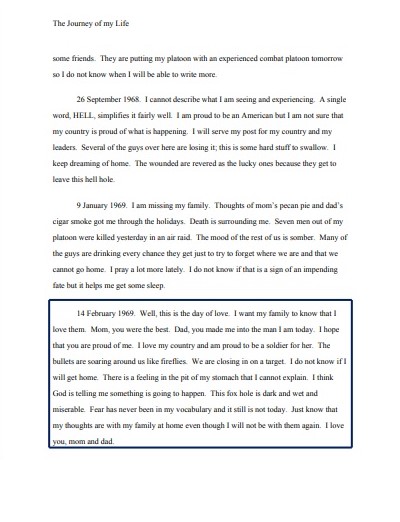 The Journey of my Life
some friends.  They are putting my platoon with an experienced combat platoon tomorrow
so I do not know when I will be able to write more.
26 September 1968.  I cannot describe what I am seeing and experiencing.  A single
word, HELL, simplifies it fairly well.  I am proud to be an American but I am not sure that
my country is proud of what is happening.  I will serve my post for my country and my
leaders.  Several of the guys over here are losing it; this is some hard stuff to swallow.  I
keep dreaming of home.  The wounded are revered as the lucky ones because they get to
leave this hell hole.
9 January 1969.  I am missing my family.  Thoughts of mom's pecan pie and dad's
cigar smoke got me through the holidays.  Death is surrounding me.  Seven men out of my
platoon were killed yesterday in an air raid.  The mood of the rest of us is somber.  Many of
the guys are drinking every chance they get just to try to forget where we are and that we
cannot go home.  I pray a lot more lately.  I do not know if that is a sign of an impending
fate but it helps me get some sleep.
14 February 1969.  Well, this is the day of love.  I want my family to know that I
love them.  Mom, you were the best.  Dad, you made me into the man I am today.  I hope
that you are proud of me.  I love my country and am proud to be a soldier for her.  The
bullets are soaring around us like fireflies.  We are closing in on a target.  I do not know if I
will get home.  There is a feeling in the pit of my stomach that I cannot explain.  I think
God is telling me something is going to happen.  This fox hole is dark and wet and
miserable.  Fear has never been in my vocabulary and it still is not today.  Just know that
my thoughts are with my family at home even though I will not be with them again.  I love
you, mom and dad.